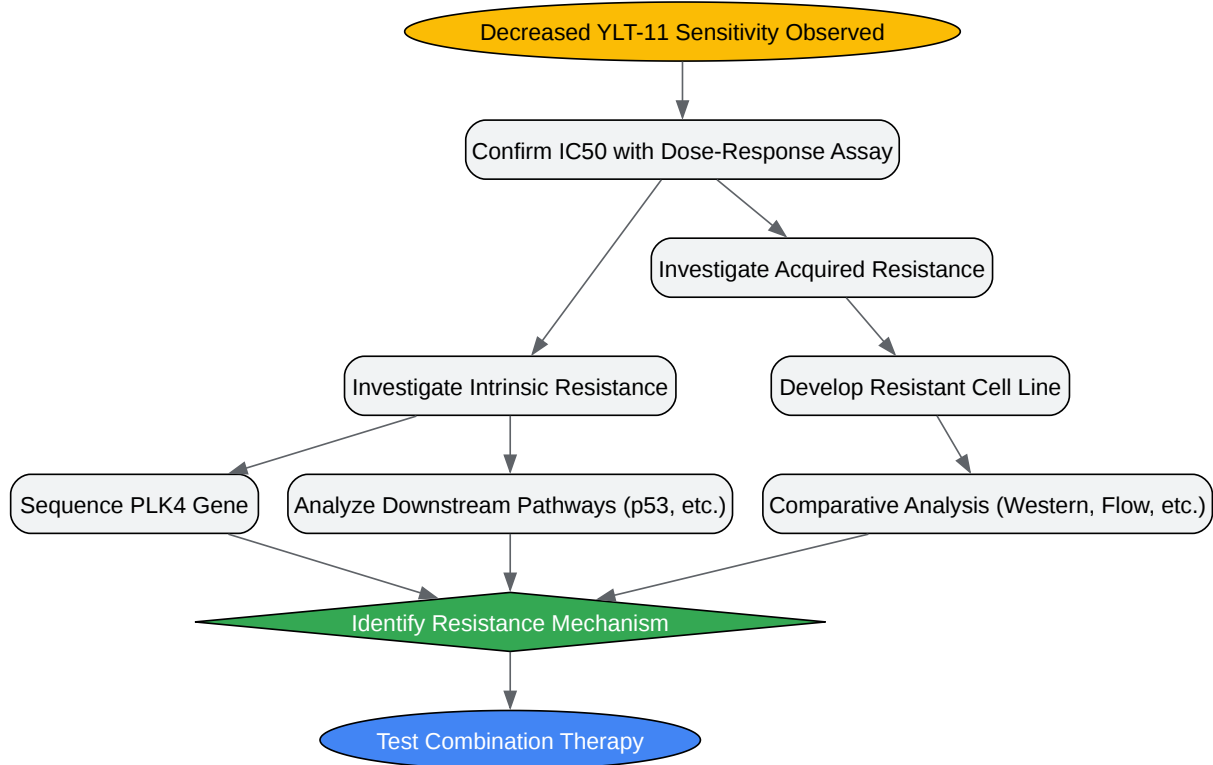 Decreased YLT-11 Sensitivity Observed
Confirm IC50 with Dose-Response Assay
Investigate Acquired Resistance
Investigate Intrinsic Resistance
Develop Resistant Cell Line
Sequence PLK4 Gene
Analyze Downstream Pathways (p53, etc.)
Comparative Analysis (Western, Flow, etc.)
Identify Resistance Mechanism
Test Combination Therapy